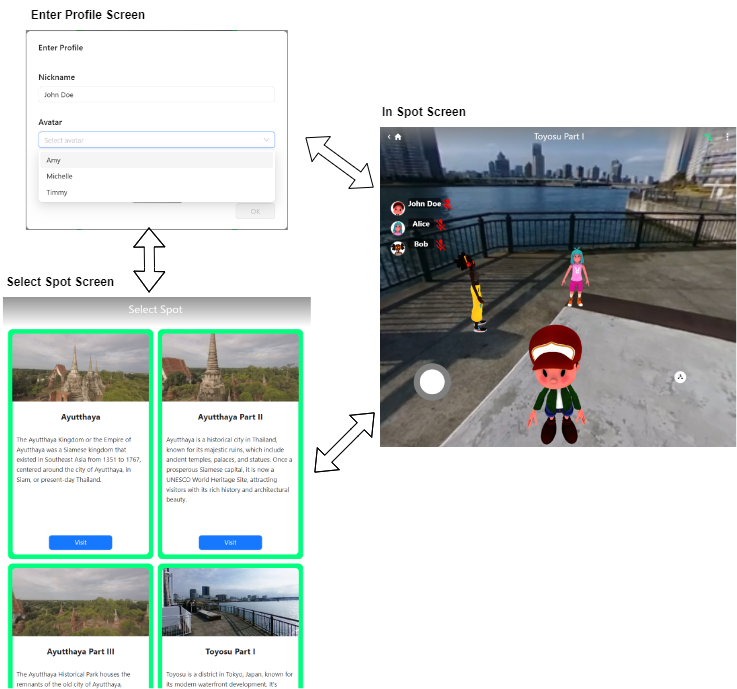 Enter Profile Screen
Enter Profile
Nickname
John Doe
Avatar
Select avatar
Amy
Michelle
Timmy
OK
In Spot Screen
Toyosu Part I
John Doe
Alice
Bob
Select Spot Screen
Select Spot
Ayutthaya
The Ayutthaya Kingdom or the Empire of
Ayutthaya was a Siamese kingdom that
existed in Southeast Asia from 1351 to 1767,
centered around the city of Ayutthaya, in
Siam, or present-day Thailand.
Visit
Ayutthaya Part II
Ayutthaya is a historical city in Thailand,
known for its majestic ruins, which include
ancient temples, palaces, and statues. Once a
prosperous Siamese capital, it is now a
UNESCO World Heritage Site, attracting
visitors with its rich history and architectural
beauty.
Visit
Ayutthaya Part III
The Ayutthaya Historical Park houses the
remnants of the old city of Ayutthaya,
Toyosu Part I
Toyosu is a district in Tokyo, Japan, known for
its modern waterfront development. It's